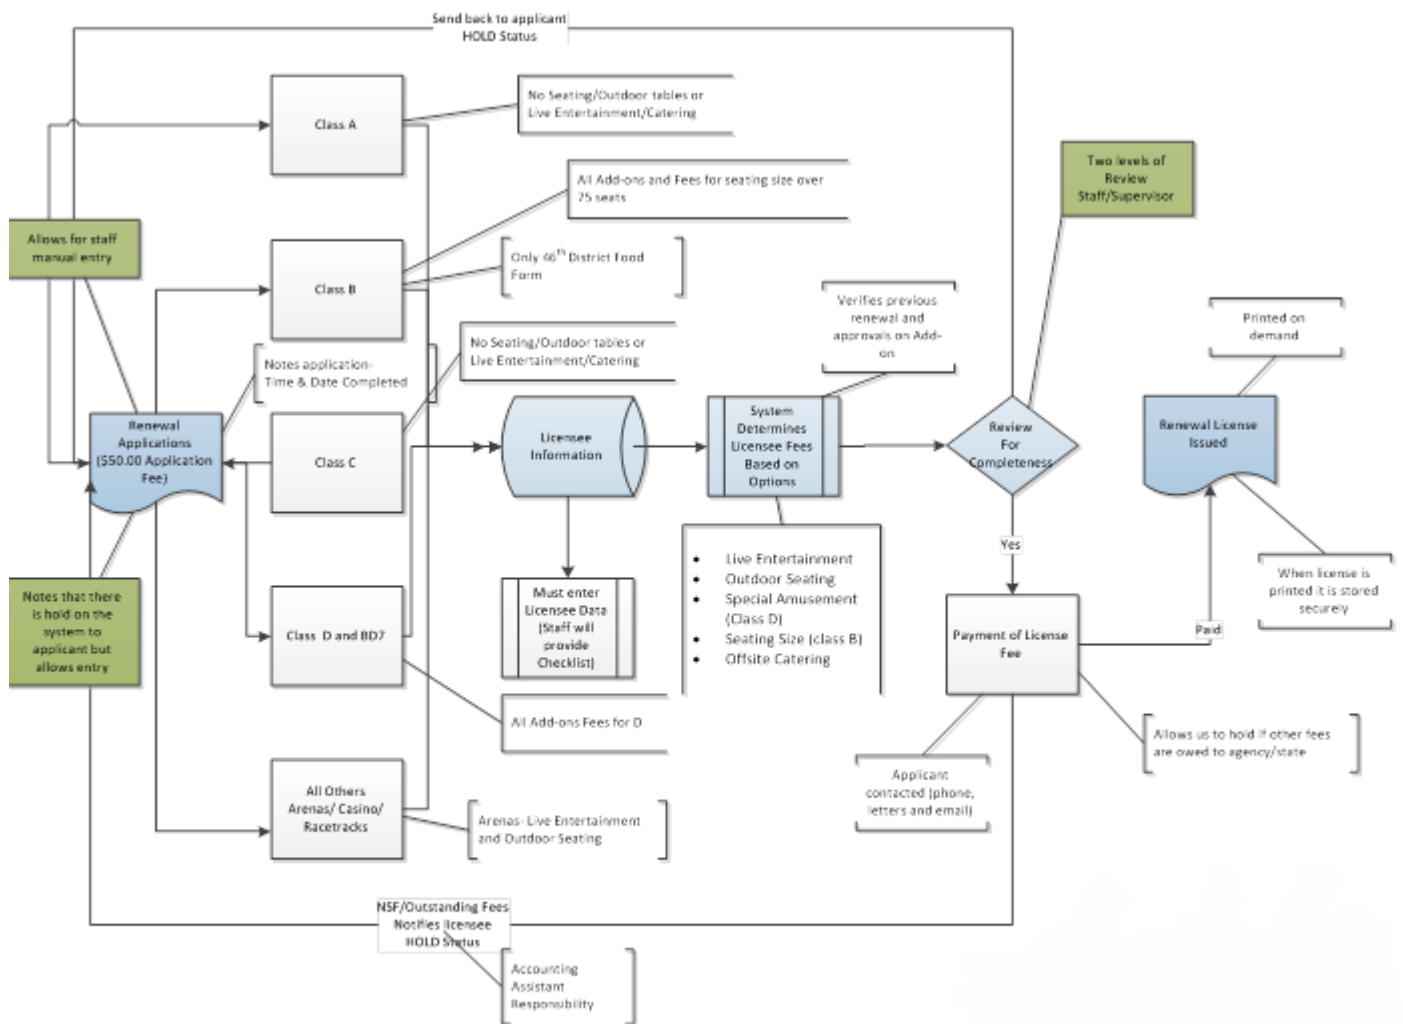 Send back to applicant
HOLD Status
No Seating/Outdoor tables or
Live Entertainment/Catering
Class A
Two levels of
Review
Staff/Supervisor
All Add-ons and Fees for seating size over
75 seats
Allows for staff
manual entry
Only 46th District Food
Form
Class B
Verifies previous
renewal and
approvals on Add-
on
Printed on
demand
No Seating/Outdoor tables or
Live Entertainment/Catering
Notes application-
Time & Date Completed
Renewal
Applications
($50.00 Application
Fee)
Class C
Licensee
Information
System
Determines
Licensee Fees
Based on
Options
Review
For
Completeness
Renewal License
Issued
Yes
Live Entertainment
Outdoor Seating
Special Amusement
(Class D)
Seating Size (class B)
Offsite Catering
When license is
printed it is stored
securely
Notes that there
is hold on the
system to
applicant but
allows entry
Class D and BD7
Must enter
Licensee Data
(Staff will
provide
Checklist)
Payment of License
Fee
Paid
All Add-ons Fees for D
Allows us to hold if other fees
are owed to agency/state
Applicant
contacted (phone,
letters and email)
All Others
Arenas/ Casino/
Racetracks
Arenas- Live Entertainment
and Outdoor Seating
NSF/Outstanding Fees
Notifies licensee
HOLD Status
Accounting
Assistant
Responsibility